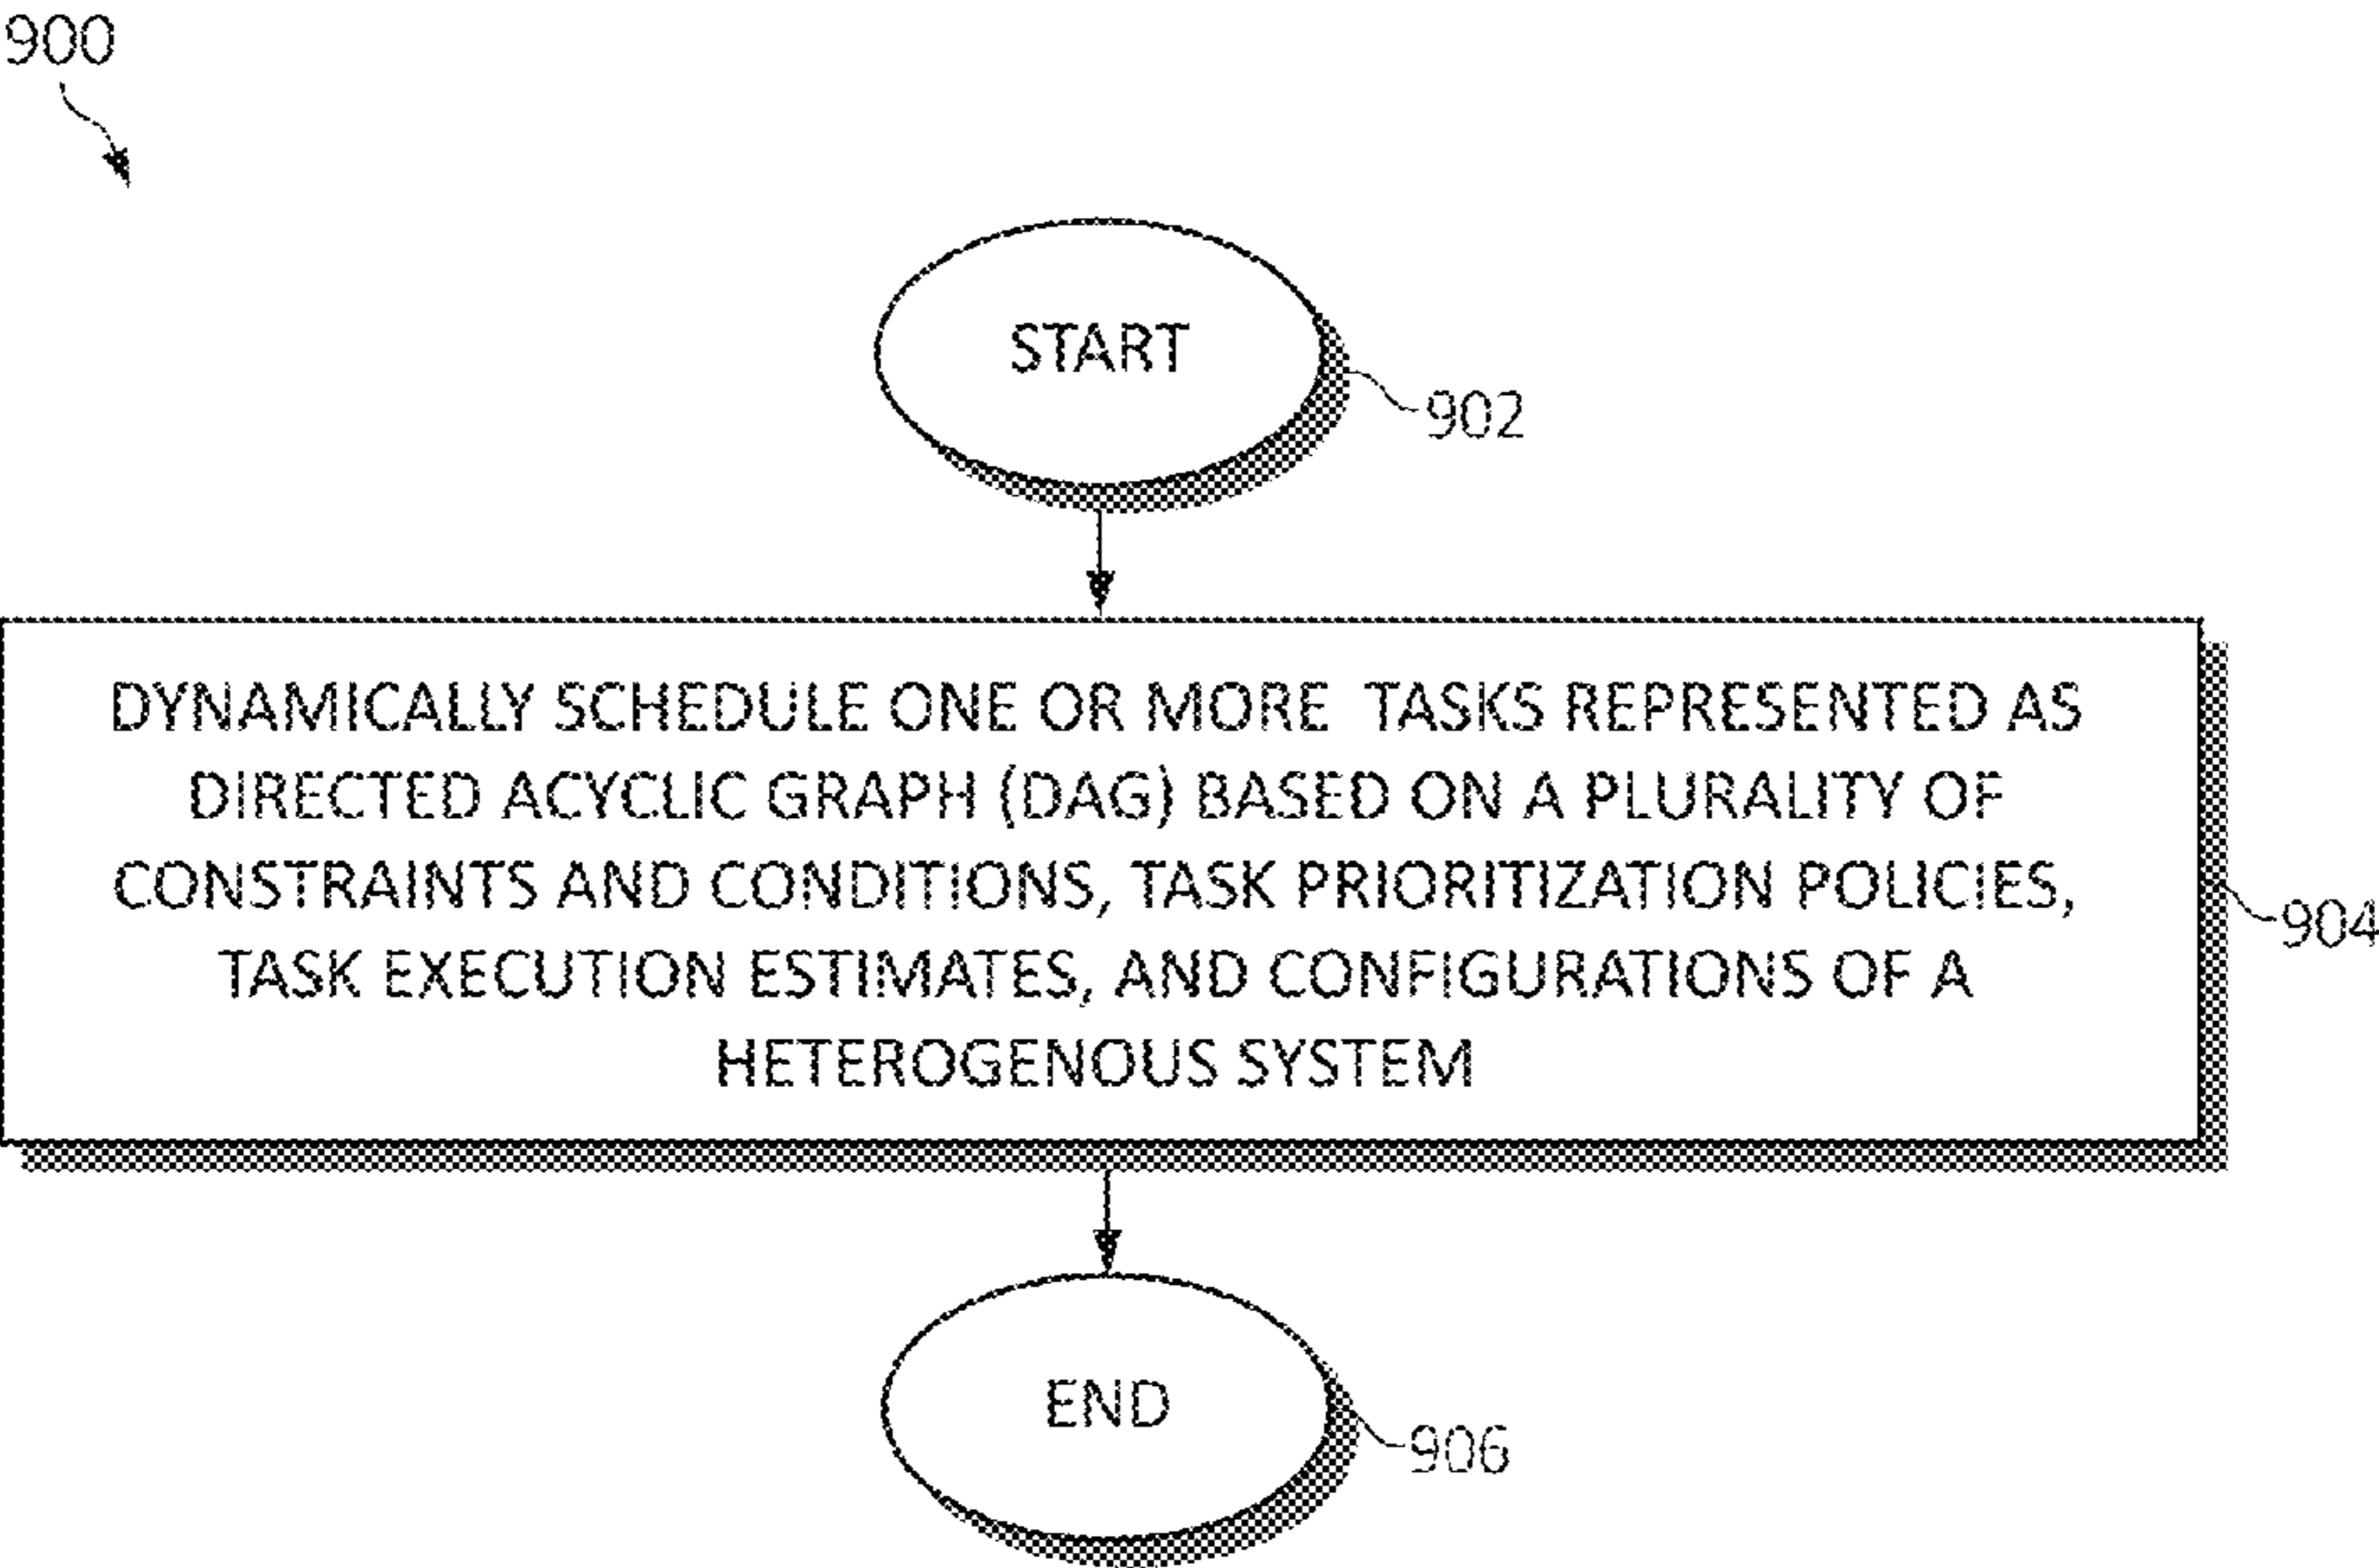 900
START
902
DYNAMICALLY SCHEDULE ONE OR MORE TASKS REPRESENTED AS
DIRECTED ACYCLIC GRAPH (DAG) BASED ON A PLURALITY OF
CONSTRAINTS AND CONDITIONS, TASK PRIORITIZATION POLICIES,
TASK EXECUTION ESTIMATES, AND CONFIGURATIONS OF A
HETEROGENOUS SYSTEM
904
END
906